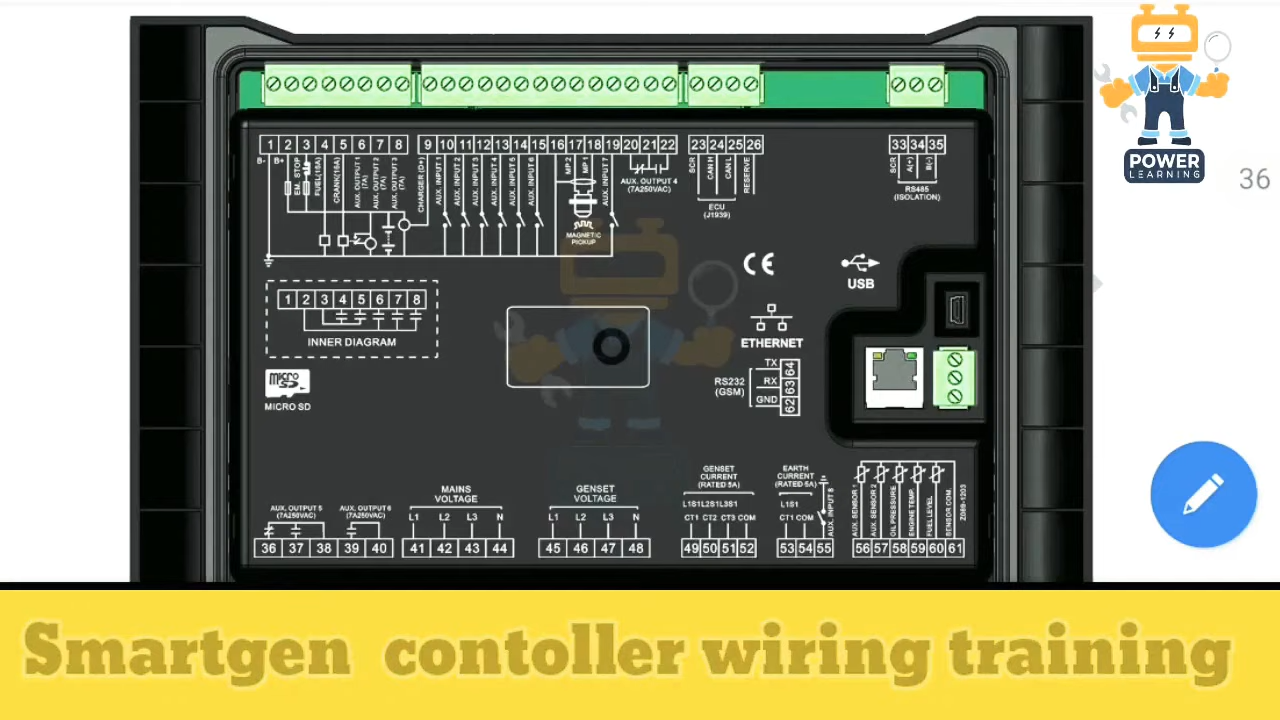 1 2 3 4 5 6 7 8 9 10 11 12 13 14 15 16 17 18 19 20 21 22 23 24 25 26 33 34 35
B-
B+
EM. STOP
FUEL(16A)
CRANK(16A)
AUX. OUTPUT 1 (7A)
AUX. OUTPUT 2 (7A)
AUX. OUTPUT 3 (7A)
CHARGER (D+)
AUX. INPUT 1
AUX. INPUT 2
AUX. INPUT 3
AUX. INPUT 4
AUX. INPUT 5
AUX. INPUT 6
MP 2
MP 1
AUX. INPUT 7
MAGNETIC
PICKUP
AUX. OUTPUT 4
(7A250VAC)
SCR
CAN H
CAN L
RESERVE
ECU
(J1939)
SCR
A(+)
B(-)
RS485
(ISOLATION)
POWER
LEARNING
36
CE
USB
1 2 3 4 5 6 7 8
INNER DIAGRAM
ETHERNET
MICRO SD
MICRO SD
RS232
(GSM)
TX 64
RX 63
GND 62
MAINS
VOLTAGE
GENSET
VOLTAGE
GENSET
CURRENT
(RATED 5A)
EARTH
CURRENT
(RATED 5A)
AUX. OUTPUT 5
(7A250VAC)
AUX. OUTPUT 6
(7A250VAC)
L1 L2 L3 N
L1 L2 L3 N
L1S1L2S1L3S1
CT1 CT2 CT3 COM
L1S1
CT1 COM
AUX. INPUT 8
AUX. SENSOR 1
AUX. SENSOR 2
OIL PRESSURE
ENGINE TEMP.
FUEL LEVEL
SENSOR COM.
Z089-1203
36 37 38 39 40 41 42 43 44 45 46 47 48 49 50 51 52 53 54 55 56 57 58 59 60 61
Smartgen contoller wiring training